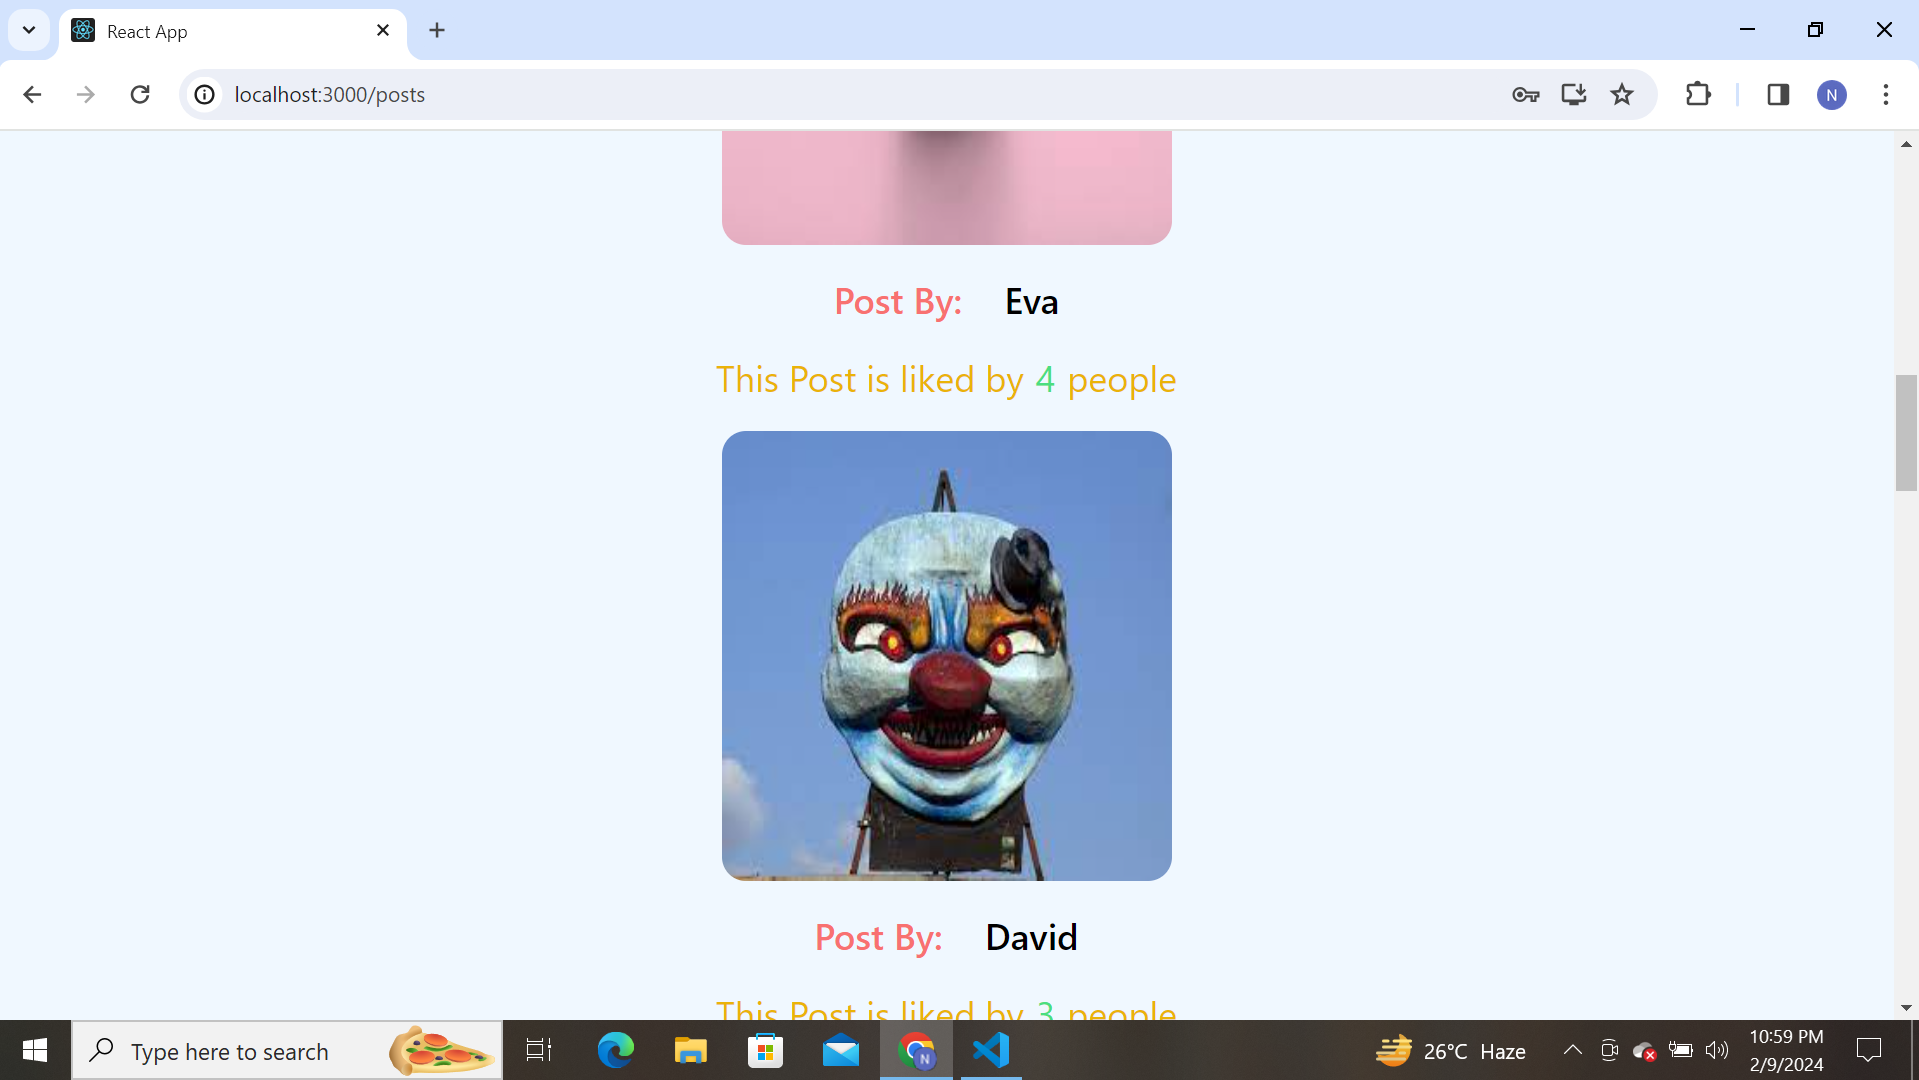 React App
localhost:3000/posts
N
Post By: Eva
This Post is liked by 4 people
Post By: David
This Post is liked by 3 people
Type here to search
N
26°C Haze
10:59 PM
2/9/2024